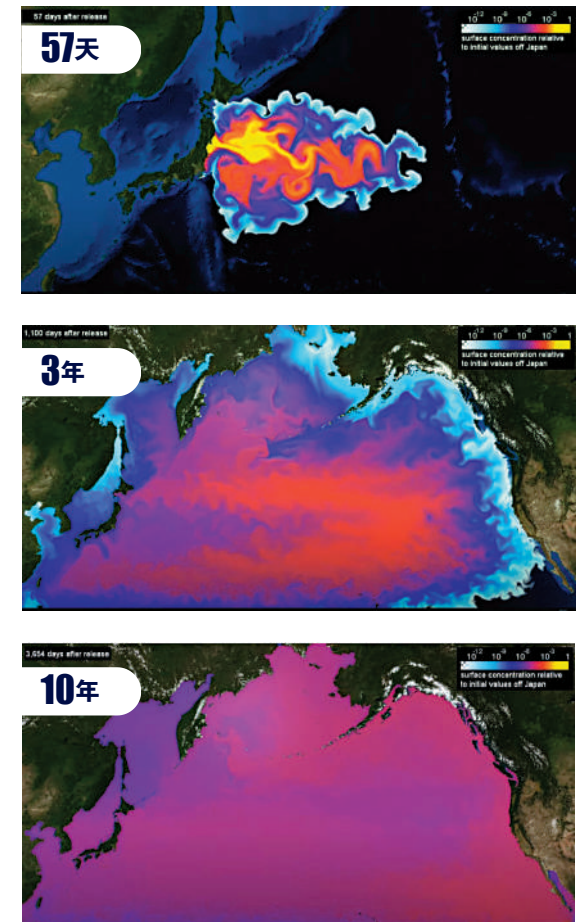 57 days after release
57天
10-12 10-9 10-6 10-3 1
surface concentration relative
to initial values off Japan
1,100 days after release
3年
10-12 10-9 10-6 10-3 1
surface concentration relative
to initial values off Japan
3,654 days after release
10年
10-12 10-9 10-6 10-3 1
surface concentration relative
to initial values off Japan